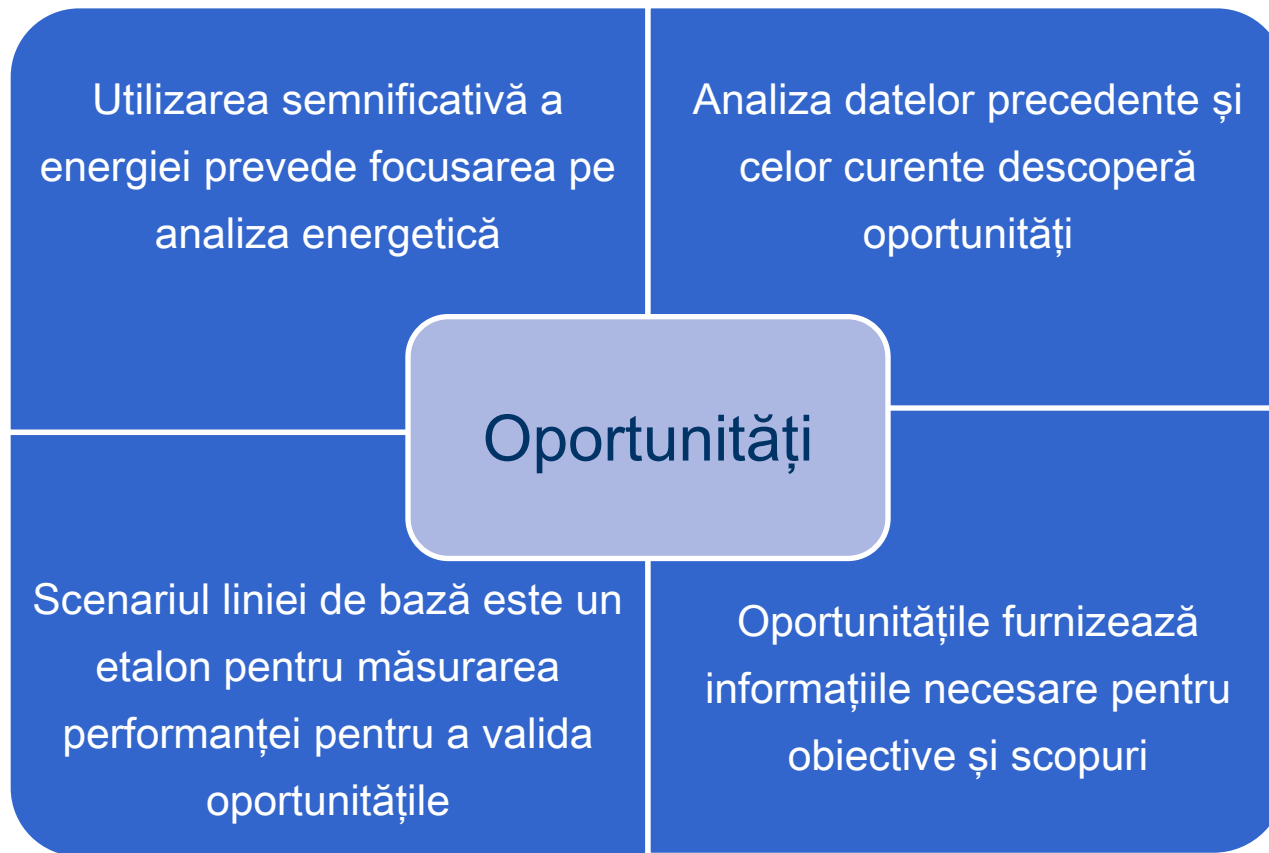 Utilizarea semnificativă a
energiei prevede focusarea pe
analiza energetică
Analiza datelor precedente și
celor curente descoperă
oportunități
Oportunități
Scenariul liniei de bază este un
etalon pentru măsurarea
performanței pentru a valida
oportunitățile
Oportunitățile furnizează
informațiile necesare pentru
obiective și scopuri